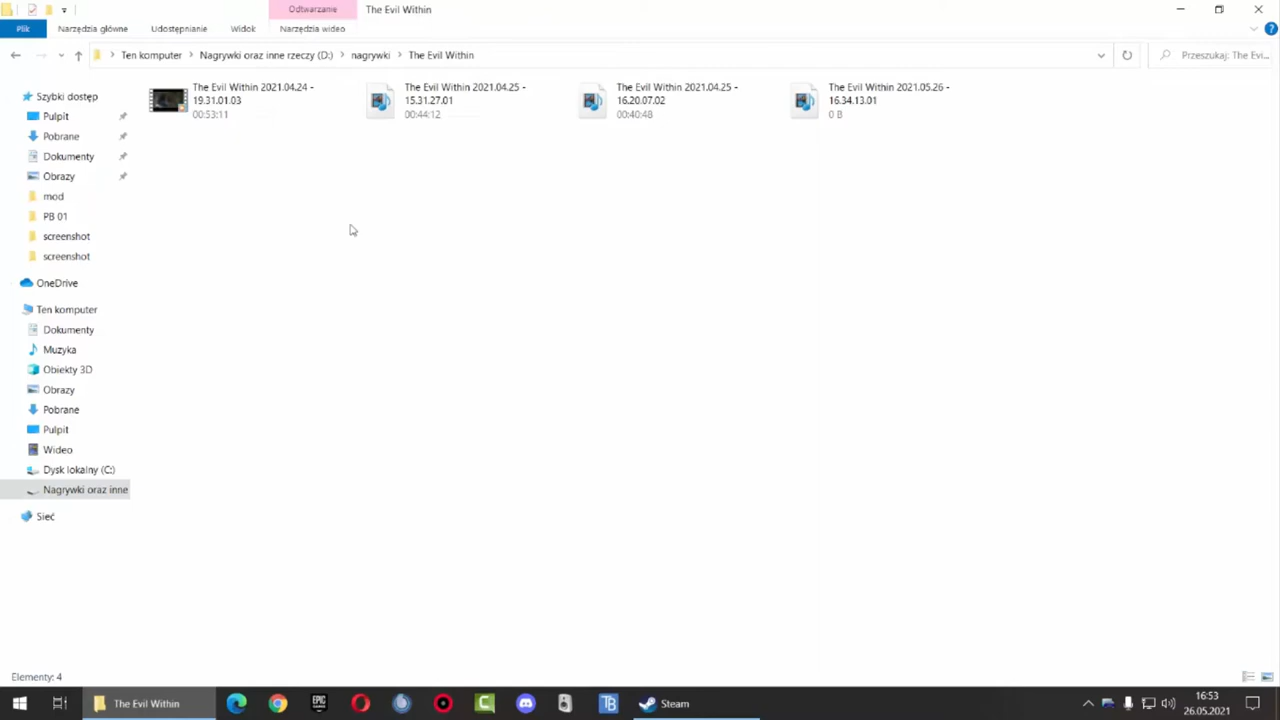 Odtwarzanie
The Evil Within
Plik
Narzędzia główne
Udostępnianie
Widok
Narzędzia wideo
Ten komputer
Nagrywki oraz inne rzeczy (D:)
nagrywki
The Evil Within
Przeszukaj: The Evi...
The Evil Within 2021.04.24 -
19.31.01.03
00:53:11
The Evil Within 2021.04.25 -
15.31.27.01
00:44:12
The Evil Within 2021.04.25 -
16.20.07.02
00:40:48
The Evil Within 2021.05.26 -
16.34.13.01
0 B
Szybki dostęp
Pulpit
Pobrane
Dokumenty
Obrazy
mod
PB 01
screenshot
screenshot
OneDrive
Ten komputer
Dokumenty
Muzyka
Obiekty 3D
Obrazy
Pobrane
Pulpit
Wideo
Dysk lokalny (C:)
Nagrywki oraz inne
Sieć
Elementy: 4
The Evil Within
EPIC
TB
Steam
16:53
26.05.2021